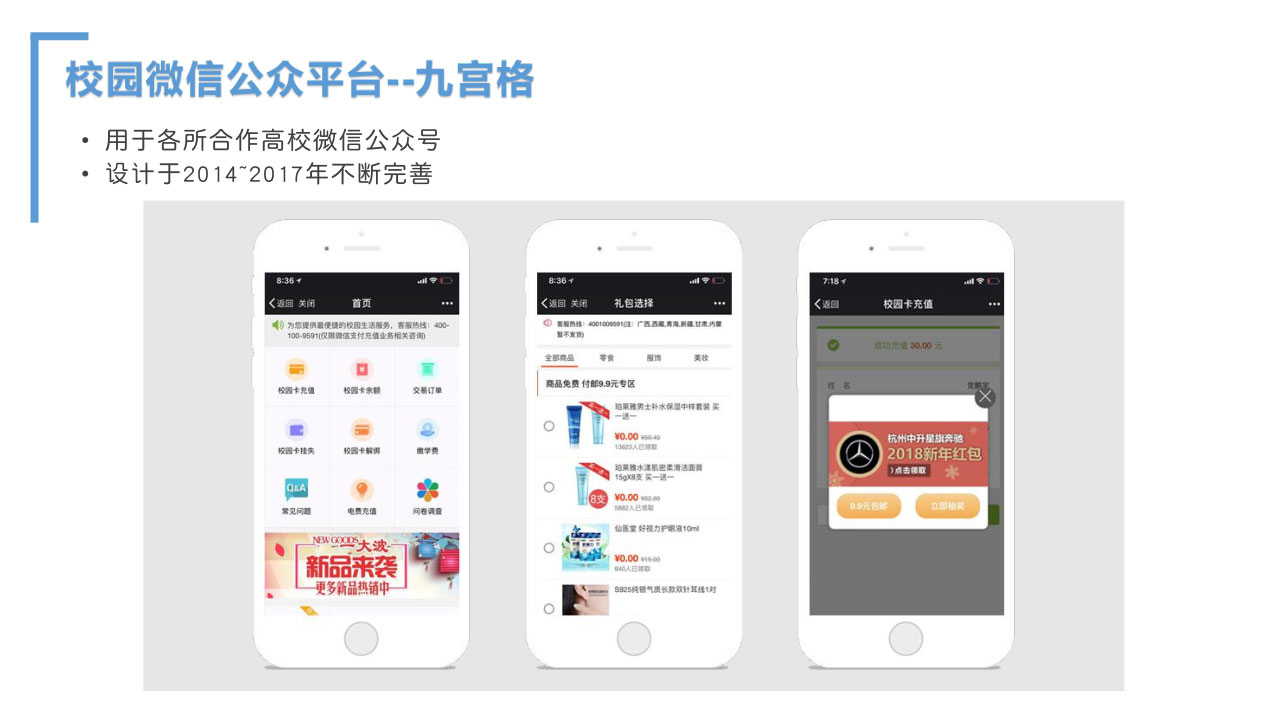 校园微信公众平台--九宫格
• 用于各所合作高校微信公众号
• 设计于2014~2017年不断完善
8:36
返回 关闭 首页
为您提供最便捷的校园生活服务，客服热线：400-
100-9591(仅限微信支付充值业务
相关咨询)
校园卡充值 校园卡余额 交易订单
校园卡挂失 校园卡解绑 缴学费
Q&A
常见问题 电费充值 问卷调查
NEW GOODS
一大波
新品来袭
更多新品热销中
8:36
返回 关闭 礼包选择
客服热线：4001009591(注：广西,西藏,青海,新疆,甘肃,内蒙
暂不发货)
全部商品 零食 服饰 美妆
商品免费 付邮9.9元专区
珀莱雅男士补水保湿中样套装 买
一送一
¥0.00 ¥59.40
13623人已领取
珀莱雅水漾肌密柔滑洁面膏
15gX8支 买一送一
8支
¥0.00 ¥52.80
5882人已领取
仙医堂 好视力护眼液10ml
¥0.00 ¥19.00
840人已领取
S925纯银气质长款双针耳线1对
7:18
返回 校园卡充值
成功充值 30.00 元
姓 名
杭州中升星旗奔驰
2018新年红包
点击领取
9.9元包邮 立即抽奖